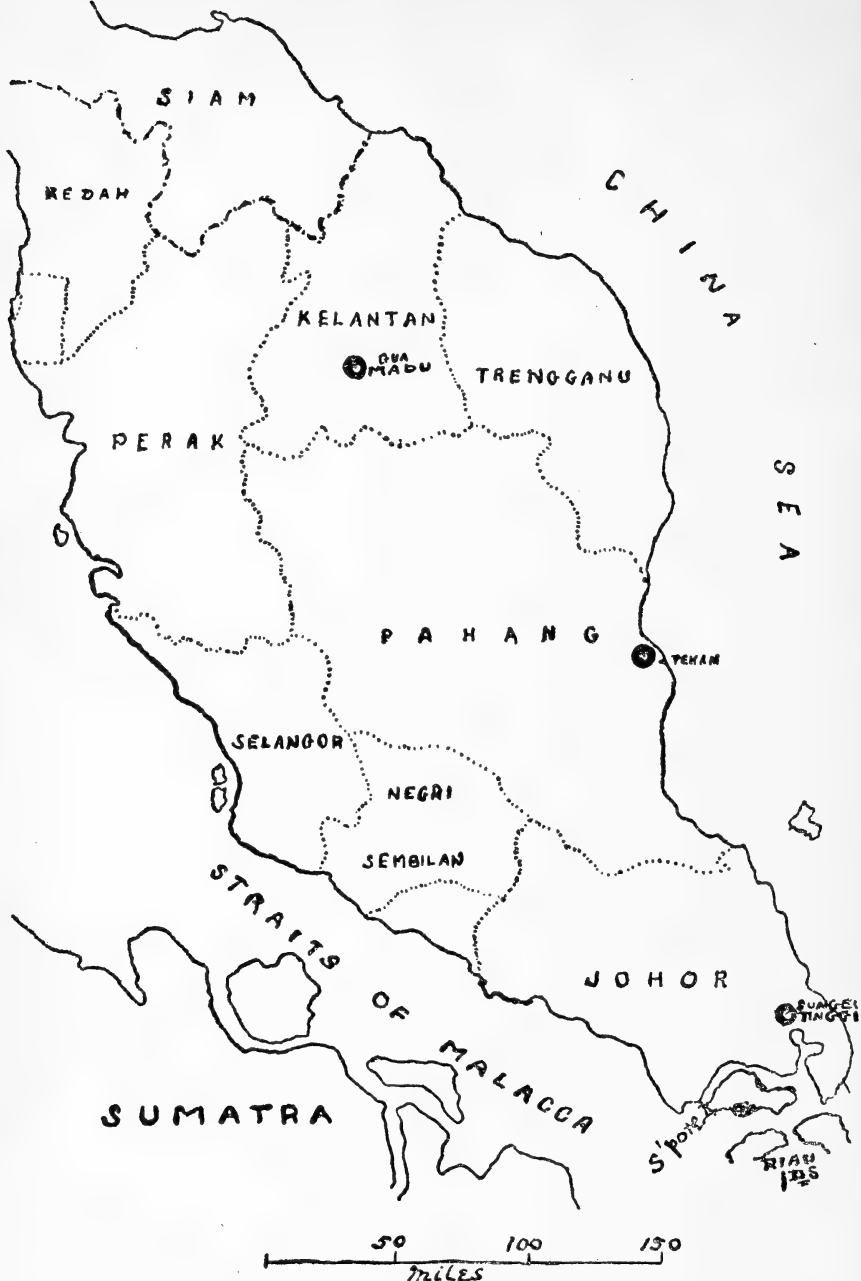 SIAM
KEDAH
CHINA
SEA
KELANTAN
GUA
MADU
TRENGGANU
PERAK
PAHANG
PEKAN
SELANGOR
NEGRI
SEMBILAN
STRAITS OF MALACCA
JOHOR
SUNGEI
TINGGI
SUMATRA
S'pore
RIAU
IDS
50 100 150
miles